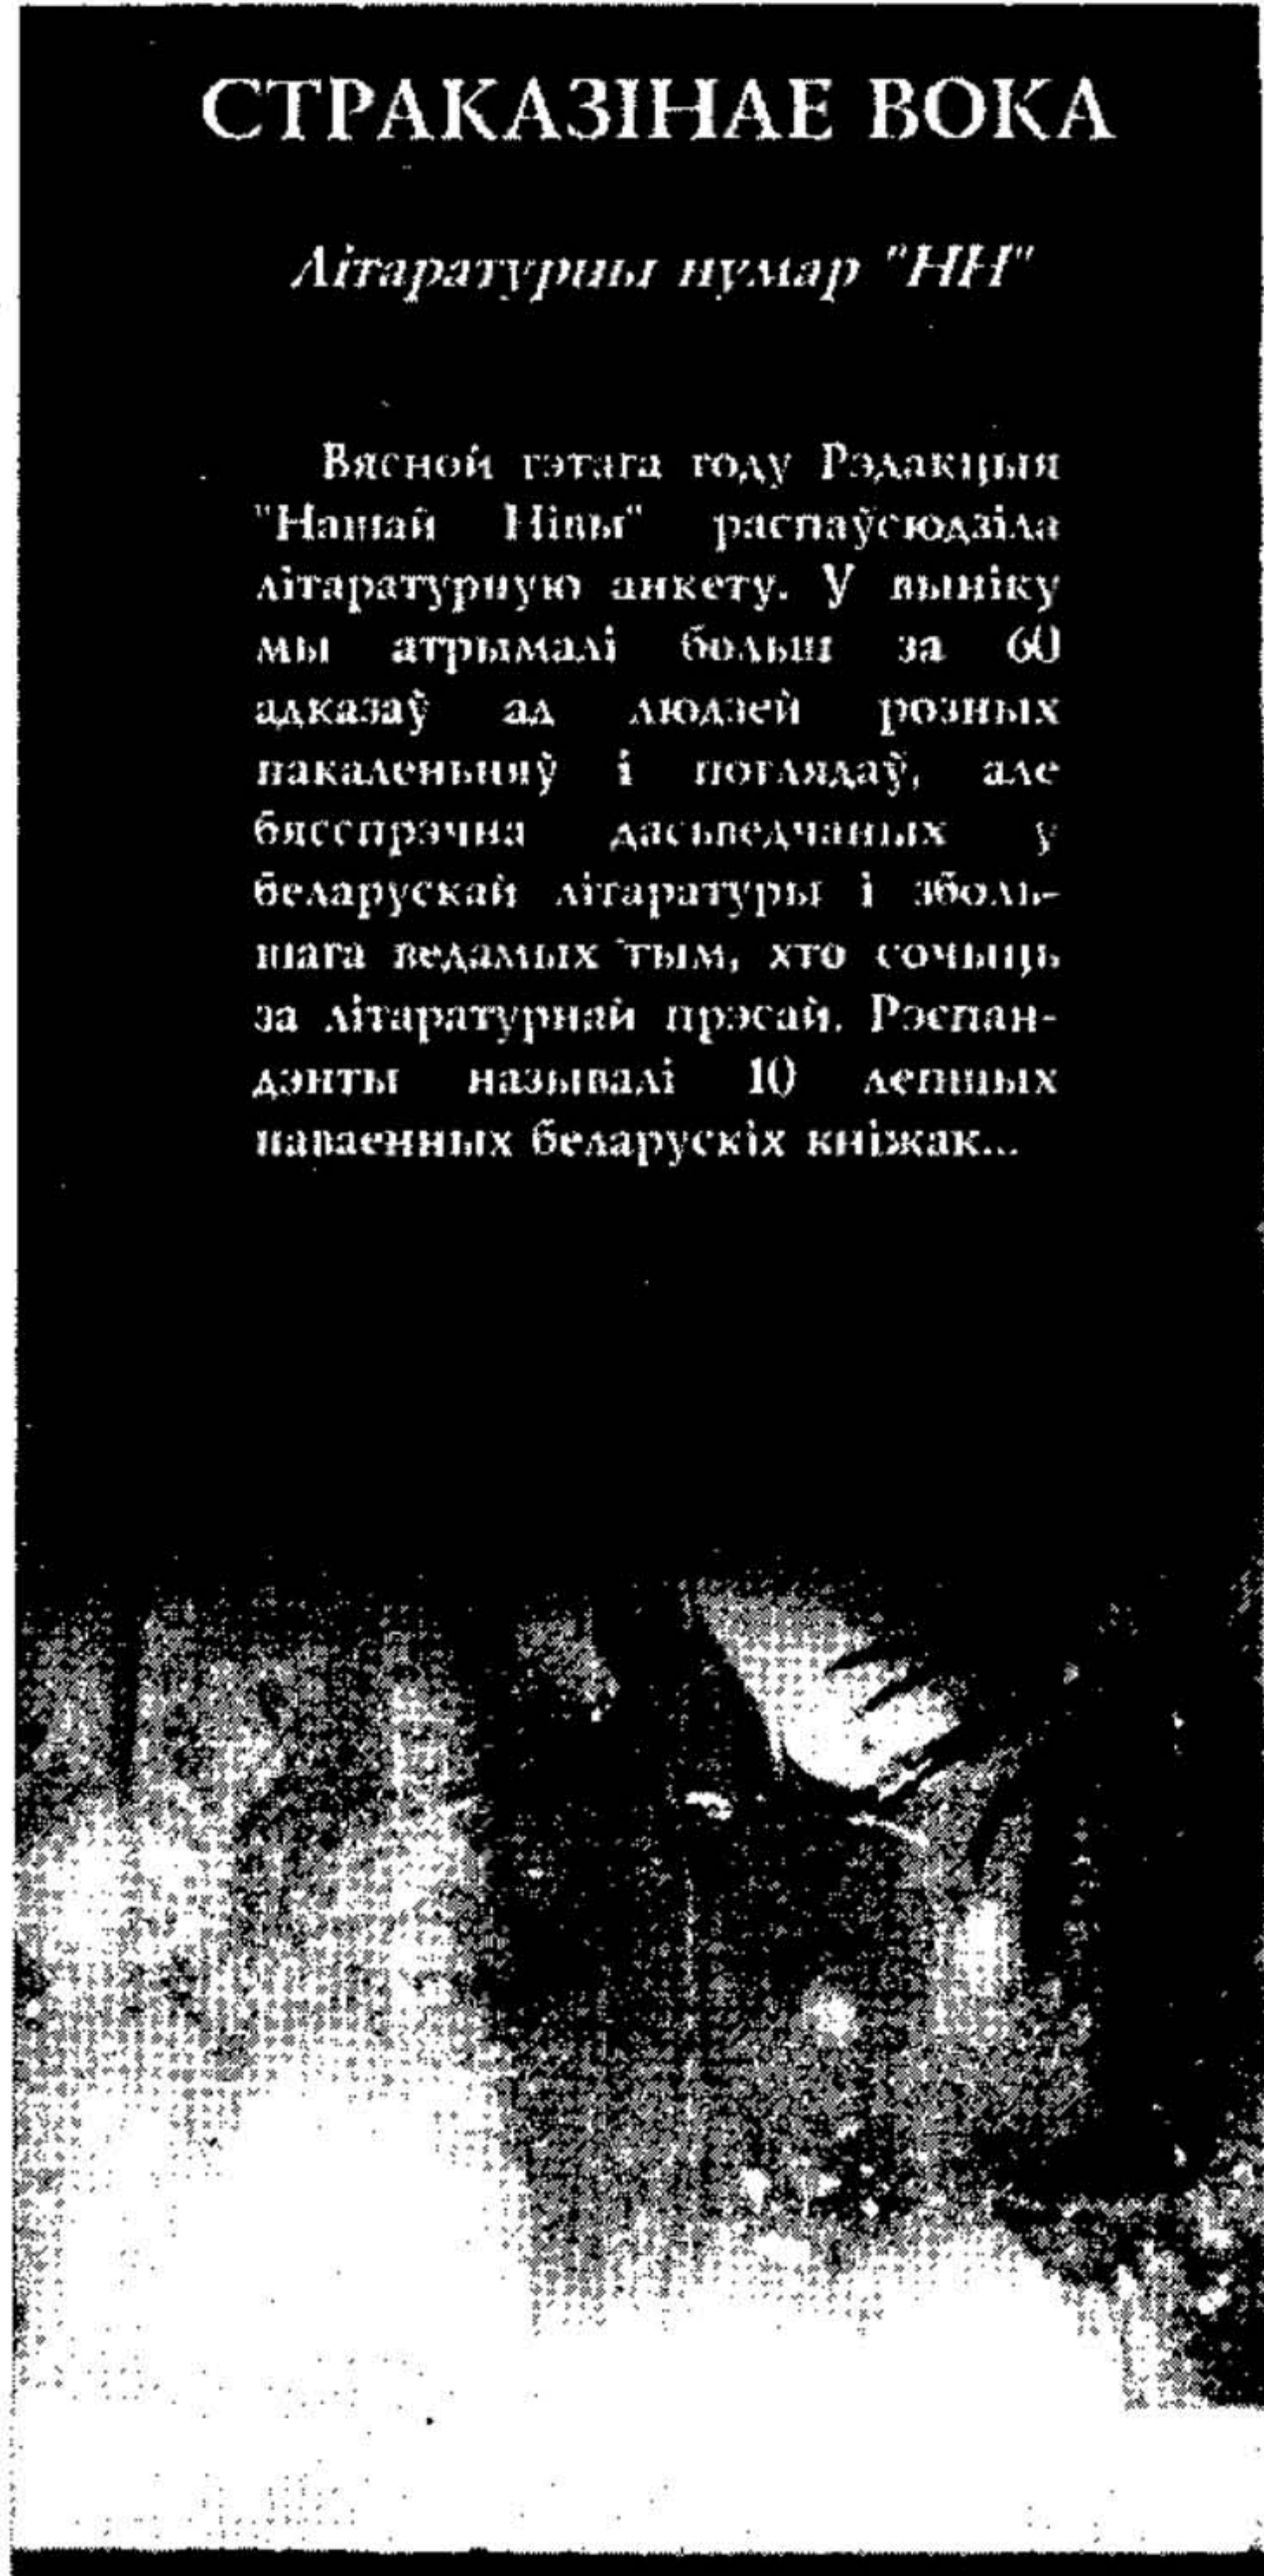 СТРАКАЗІНАЕ ВОКА
Літаратурны нумар "НН"
Вясной гэтага году Рэдакцыя
"Нашай Нівы" распаўсюдзіла
літаратурную анкету. У выніку
мы атрымалі больш за 60
адказаў ад людзей розных
пакаленьняў і поглядаў, але
бясспрэчна дасьведчаных у
беларускай літаратуры і зболь-
шага ведамых тым, хто сочыць
за літаратурнай прэсай. Рэспан-
дэнты называлі 10 лепшых
паваенных беларускіх кніжак...